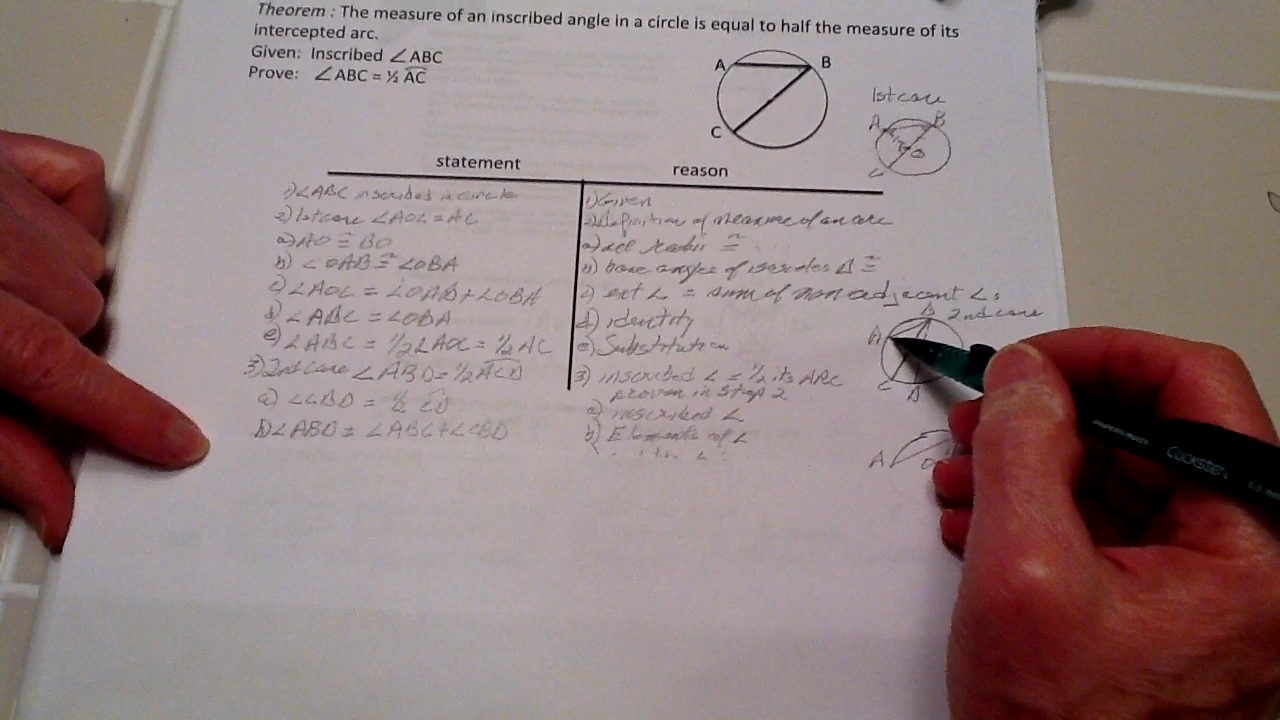 Theorem : The measure of an inscribed angle in a circle is equal to half the measure of its
intercepted arc.
Given: Inscribed ∠ABC
Prove: ∠ABC = ½ AC
A B
C
1st case
A B
O
C
statement reason
1) ∠ABC inscribed in circle
1) Given
2) 1st case ∠AOC = AC
2) definition of measure of an arc
a) AO ≅ BO
a) all radii ≅
b) ∠OAB ≅ ∠OBA
b) base angles of isosceles Δ ≅
c) ∠AOC = ∠OAB + ∠OBA
c) ext ∠ = sum of non adjacent ∠s
d) ∠ABC = ∠OBA
d) identity
e) ∠ABC = 1/2 ∠AOC = 1/2 AC
e) Substitution
3) 2nd case ∠ABD = 1/2 ACD
3) inscribed ∠ = 1/2 its ARC
proven in Step 2
a) ∠CBD = 1/2 CD
a) inscribed ∠
b) ∠ABD = ∠ABC + ∠CBD
b) Elements of ∠
B 2nd case
A
C D
A